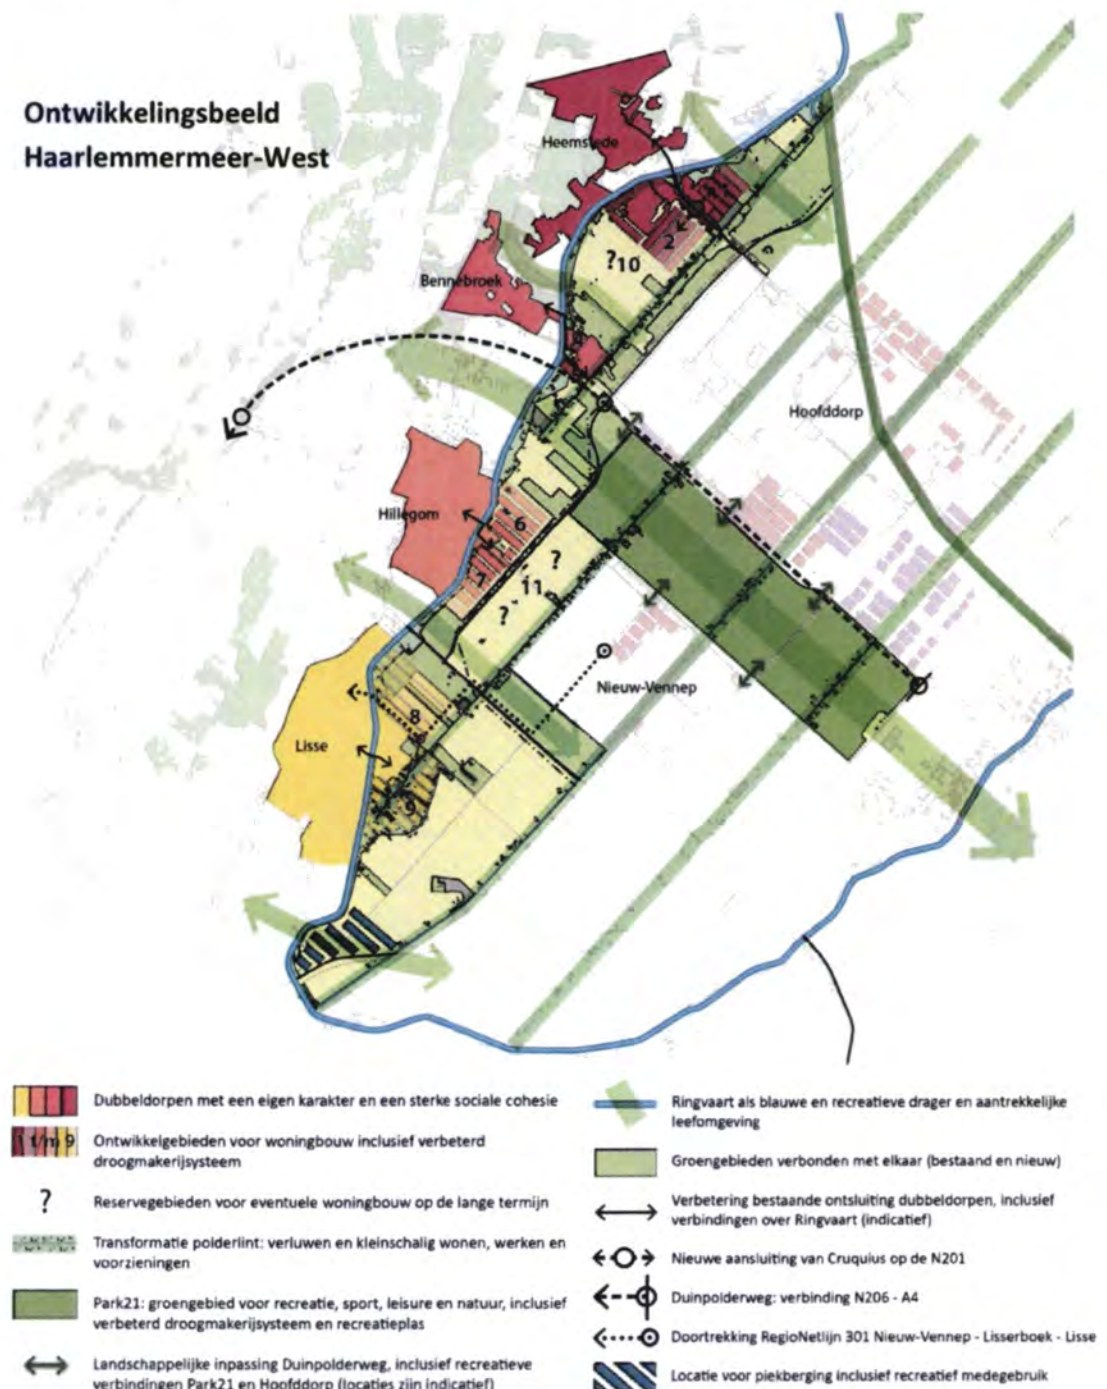 Ontwikkelingsbeeld
Haarlemmermeer-West
Heemstede
2
?10
Bennebroek
Hoofddorp
Hillegom
6
7
?
11
?
Nieuw-Vennep
8
Lisse
9
Dubbeldorpen met een eigen karakter en een sterke sociale cohesie
1 t/m 9
Ontwikkelgebieden voor woningbouw inclusief verbeterd
droogmakerijsysteem
?
Reservegebieden voor eventuele woningbouw op de lange termijn
Transformatie polderlint: verluwen en kleinschalig wonen, werken en
voorzieningen
Park21: groengebied voor recreatie, sport, leisure en natuur, inclusief
verbeterd droogmakerijsysteem en recreatieplas
Landschappelijke inpassing Duinpolderweg, inclusief recreatieve
verbindingen Park21 en Hoofddorp (locaties zijn indicatief)
Ringvaart als blauwe en recreatieve drager en aantrekkelijke
leefomgeving
Groengebieden verbonden met elkaar (bestaand en nieuw)
Verbetering bestaande ontsluiting dubbeldorpen, inclusief
verbindingen over Ringvaart (indicatief)
Nieuwe aansluiting van Cruquius op de N201
Duinpolderweg: verbinding N206 - A4
Doortrekking RegioNetlijn 301 Nieuw-Vennep - Lisserboek - Lisse
Locatie voor piekberging inclusief recreatief medegebruik